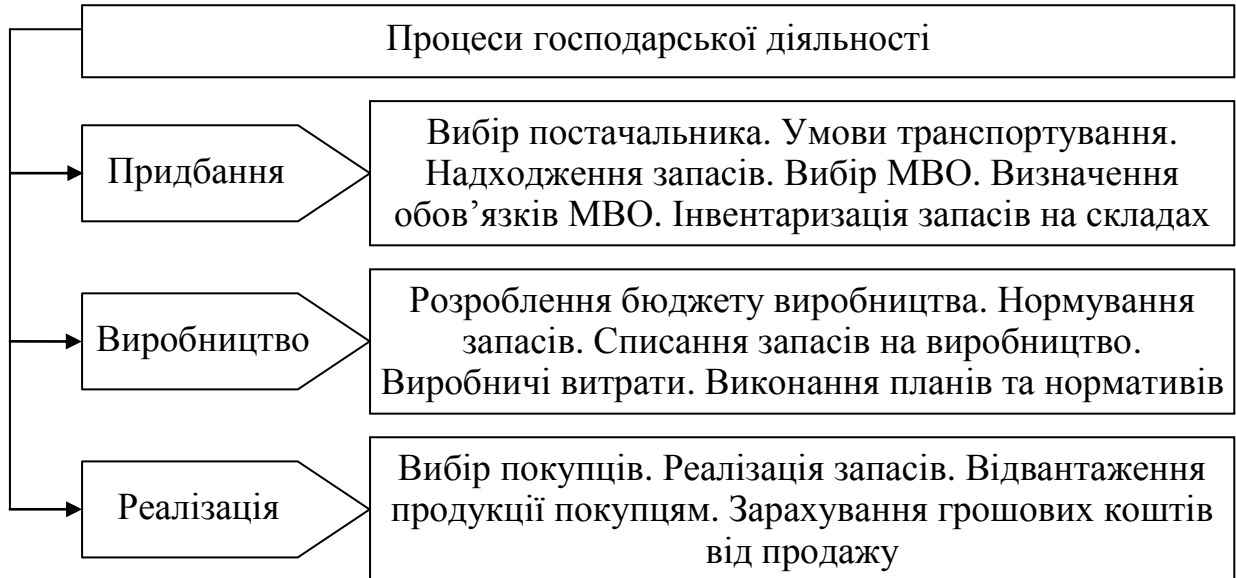 Процеси господарської діяльності
Придбання
Вибір постачальника. Умови транспортування.
Надходження запасів. Вибір МВО. Визначення
обов’язків МВО. Інвентаризація запасів на складах
Виробництво
Розроблення бюджету виробництва. Нормування
запасів. Списання запасів на виробництво.
Виробничі витрати. Виконання планів та нормативів
Реалізація
Вибір покупців. Реалізація запасів. Відвантаження
продукції покупцям. Зарахування грошових коштів
від продажу